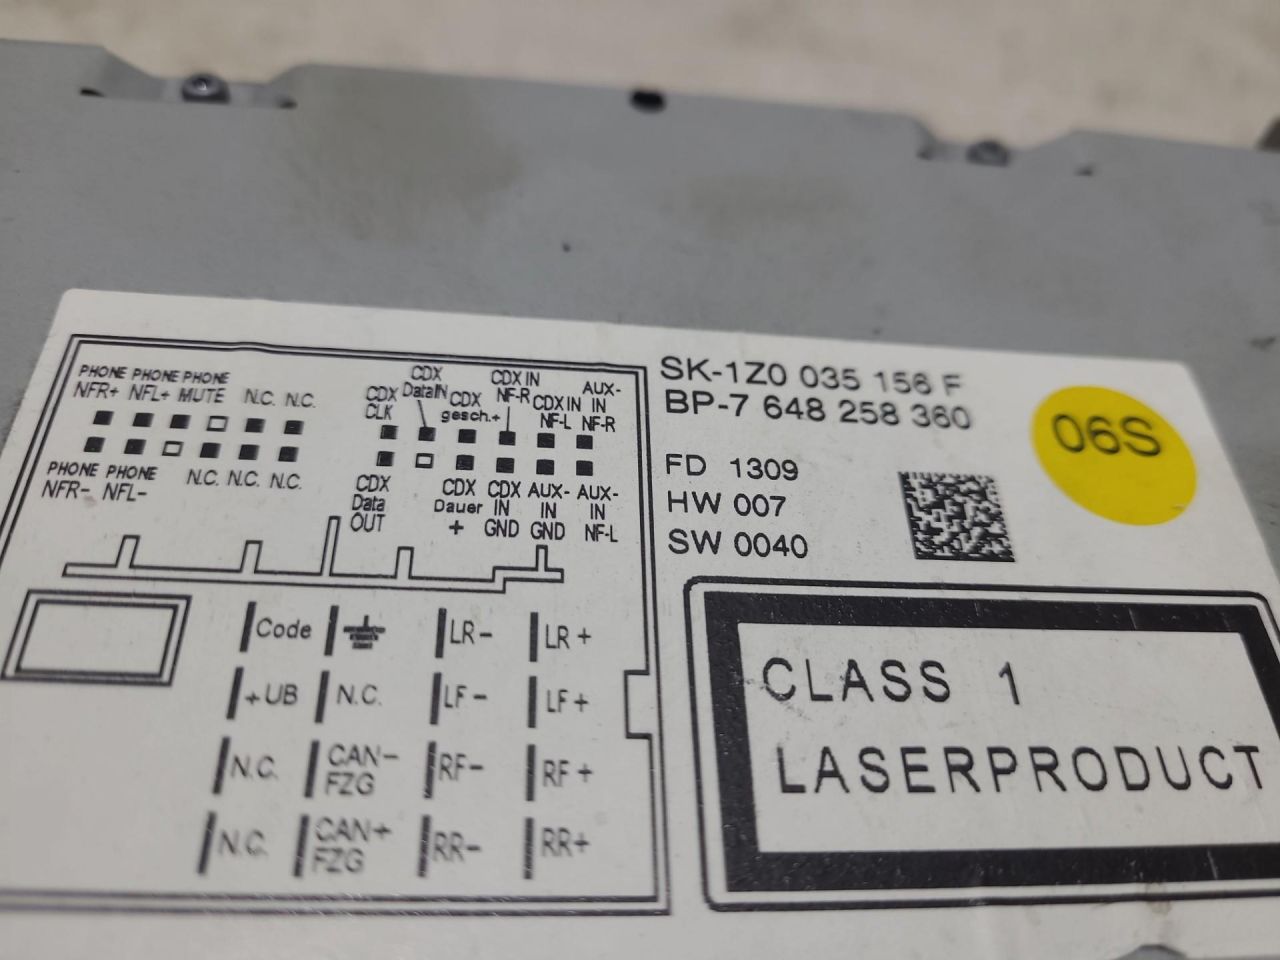 PHONE PHONE PHONE
NFR+ NFL+ MUTE N.C. N.C.
PHONE PHONE
NFR- NFL- N.C. N.C. N.C.
CDX
CLK
CDX
DataIN
CDX
gesch.+
CDX IN
NF-R
CDX IN
NF-L
AUX-
IN
NF-R
CDX
Data
OUT
CDX
Dauer
+
CDX
IN
GND
AUX-
IN
GND
AUX-
IN
NF-L
Code LR- LR+
+UB N.C. LF- LF+
N.C. CAN- FZG RF- RF+
N.C. CAN+ FZG RR- RR+
SK-1Z0 035 156 F
BP-7 648 258 360
FD 1309
HW 007
SW 0040
06S
CLASS 1
LASERPRODUCT